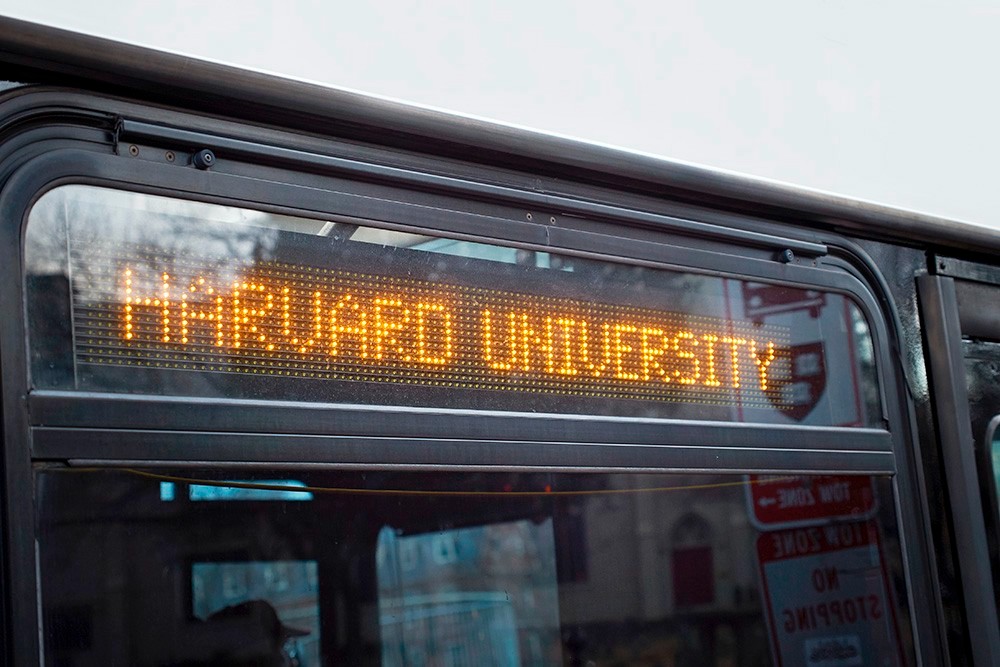 HARVARD UNIVERSITY
TOW ZONE
TOW ZONE
NO
STOPPING